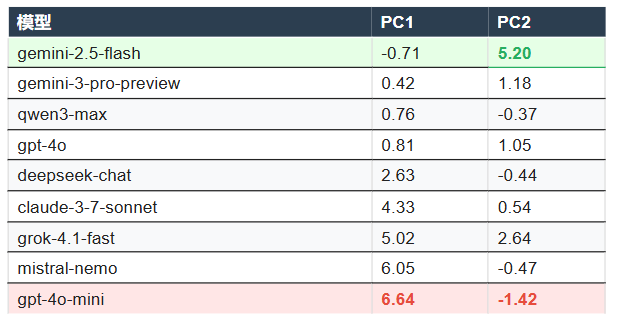 模型 PC1 PC2
gemini-2.5-flash -0.71 5.20
gemini-3-pro-preview 0.42 1.18
qwen3-max 0.76 -0.37
gpt-4o 0.81 1.05
deepseek-chat 2.63 -0.44
claude-3-7-sonnet 4.33 0.54
grok-4.1-fast 5.02 2.64
mistral-nemo 6.05 -0.47
gpt-4o-mini 6.64 -1.42